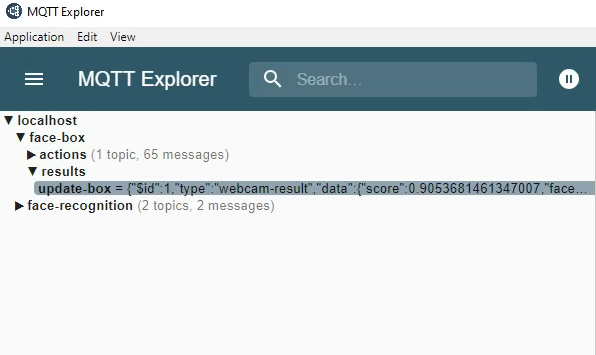 MQTT Explorer
Application Edit View
MQTT Explorer Search...
localhost
face-box
actions (1 topic, 65 messages)
results
update-box = {"$id":1,"type":"webcam-result","data":{"score":0.9053681461347007,"face...
face-recognition (2 topics, 2 messages)